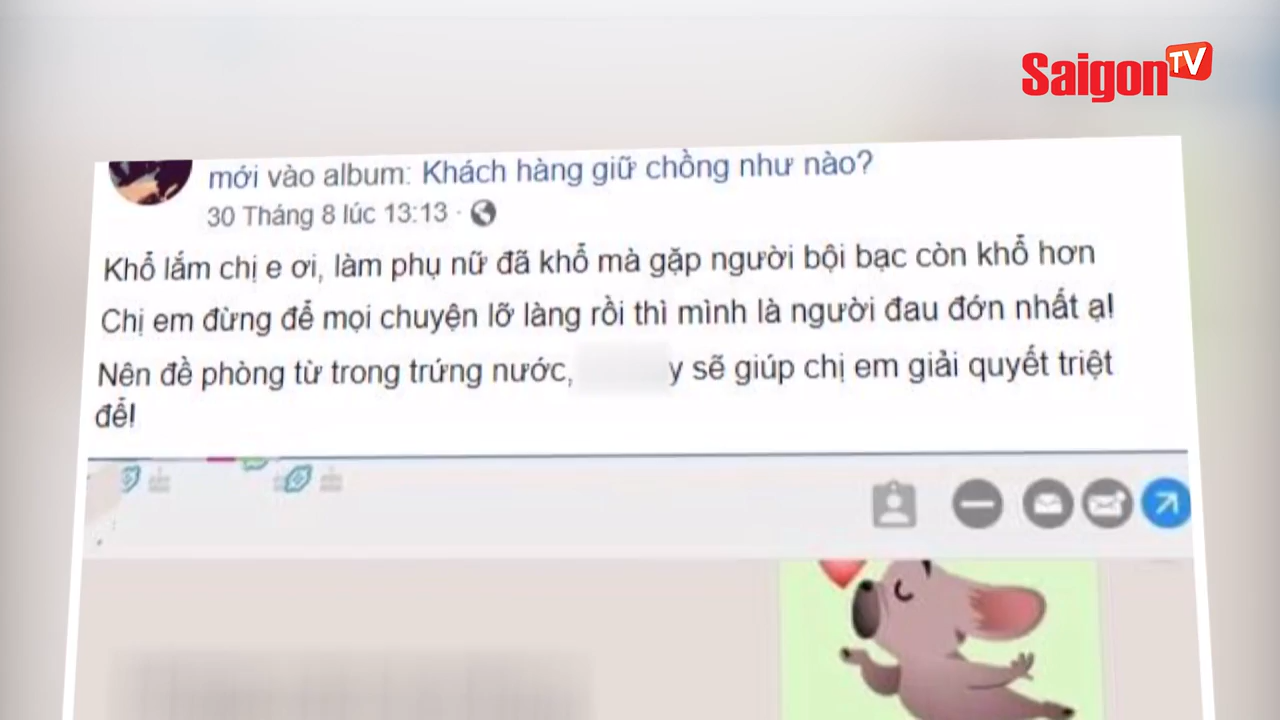 Saigon TV
mới vào album: Khách hàng giữ chồng như nào?
30 Tháng 8 lúc 13:13 ·
Khổ lắm chị e ơi, làm phụ nữ đã khổ mà gặp người bội bạc còn khổ hơn
Chị em đừng để mọi chuyện lỡ làng rồi thì mình là người đau đớn nhất ạ!
Nên đề phòng từ trong trứng nước, y sẽ giúp chị em giải quyết triệt
để!